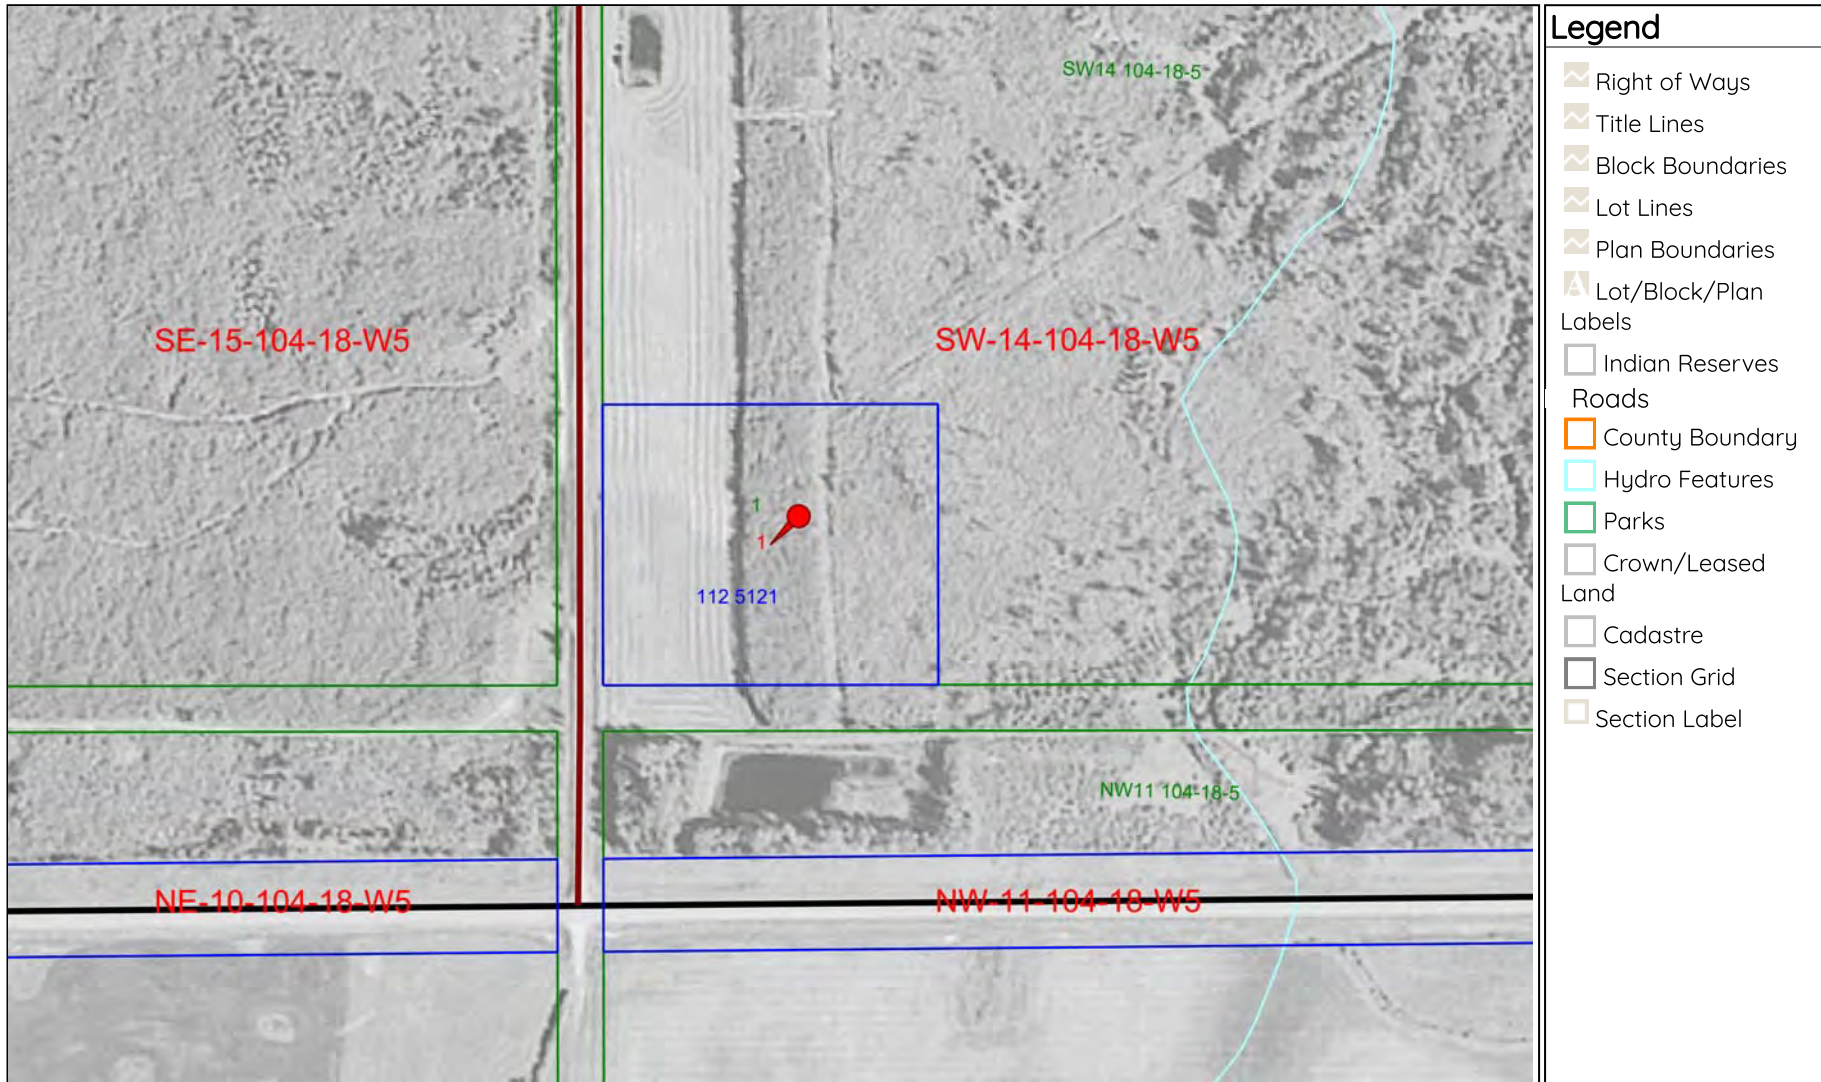 SW14 104-18-5
SE-15-104-18-W5
SW-14-104-18-W5
1
1
112 5121
NW11 104-18-5
NE-10-104-18-W5
NW-11-104-18-W5
Legend
Right of Ways
Title Lines
Block Boundaries
Lot Lines
Plan Boundaries
A Lot/Block/Plan
Labels
Indian Reserves
Roads
County Boundary
Hydro Features
Parks
Crown/Leased
Land
Cadastre
Section Grid
Section Label